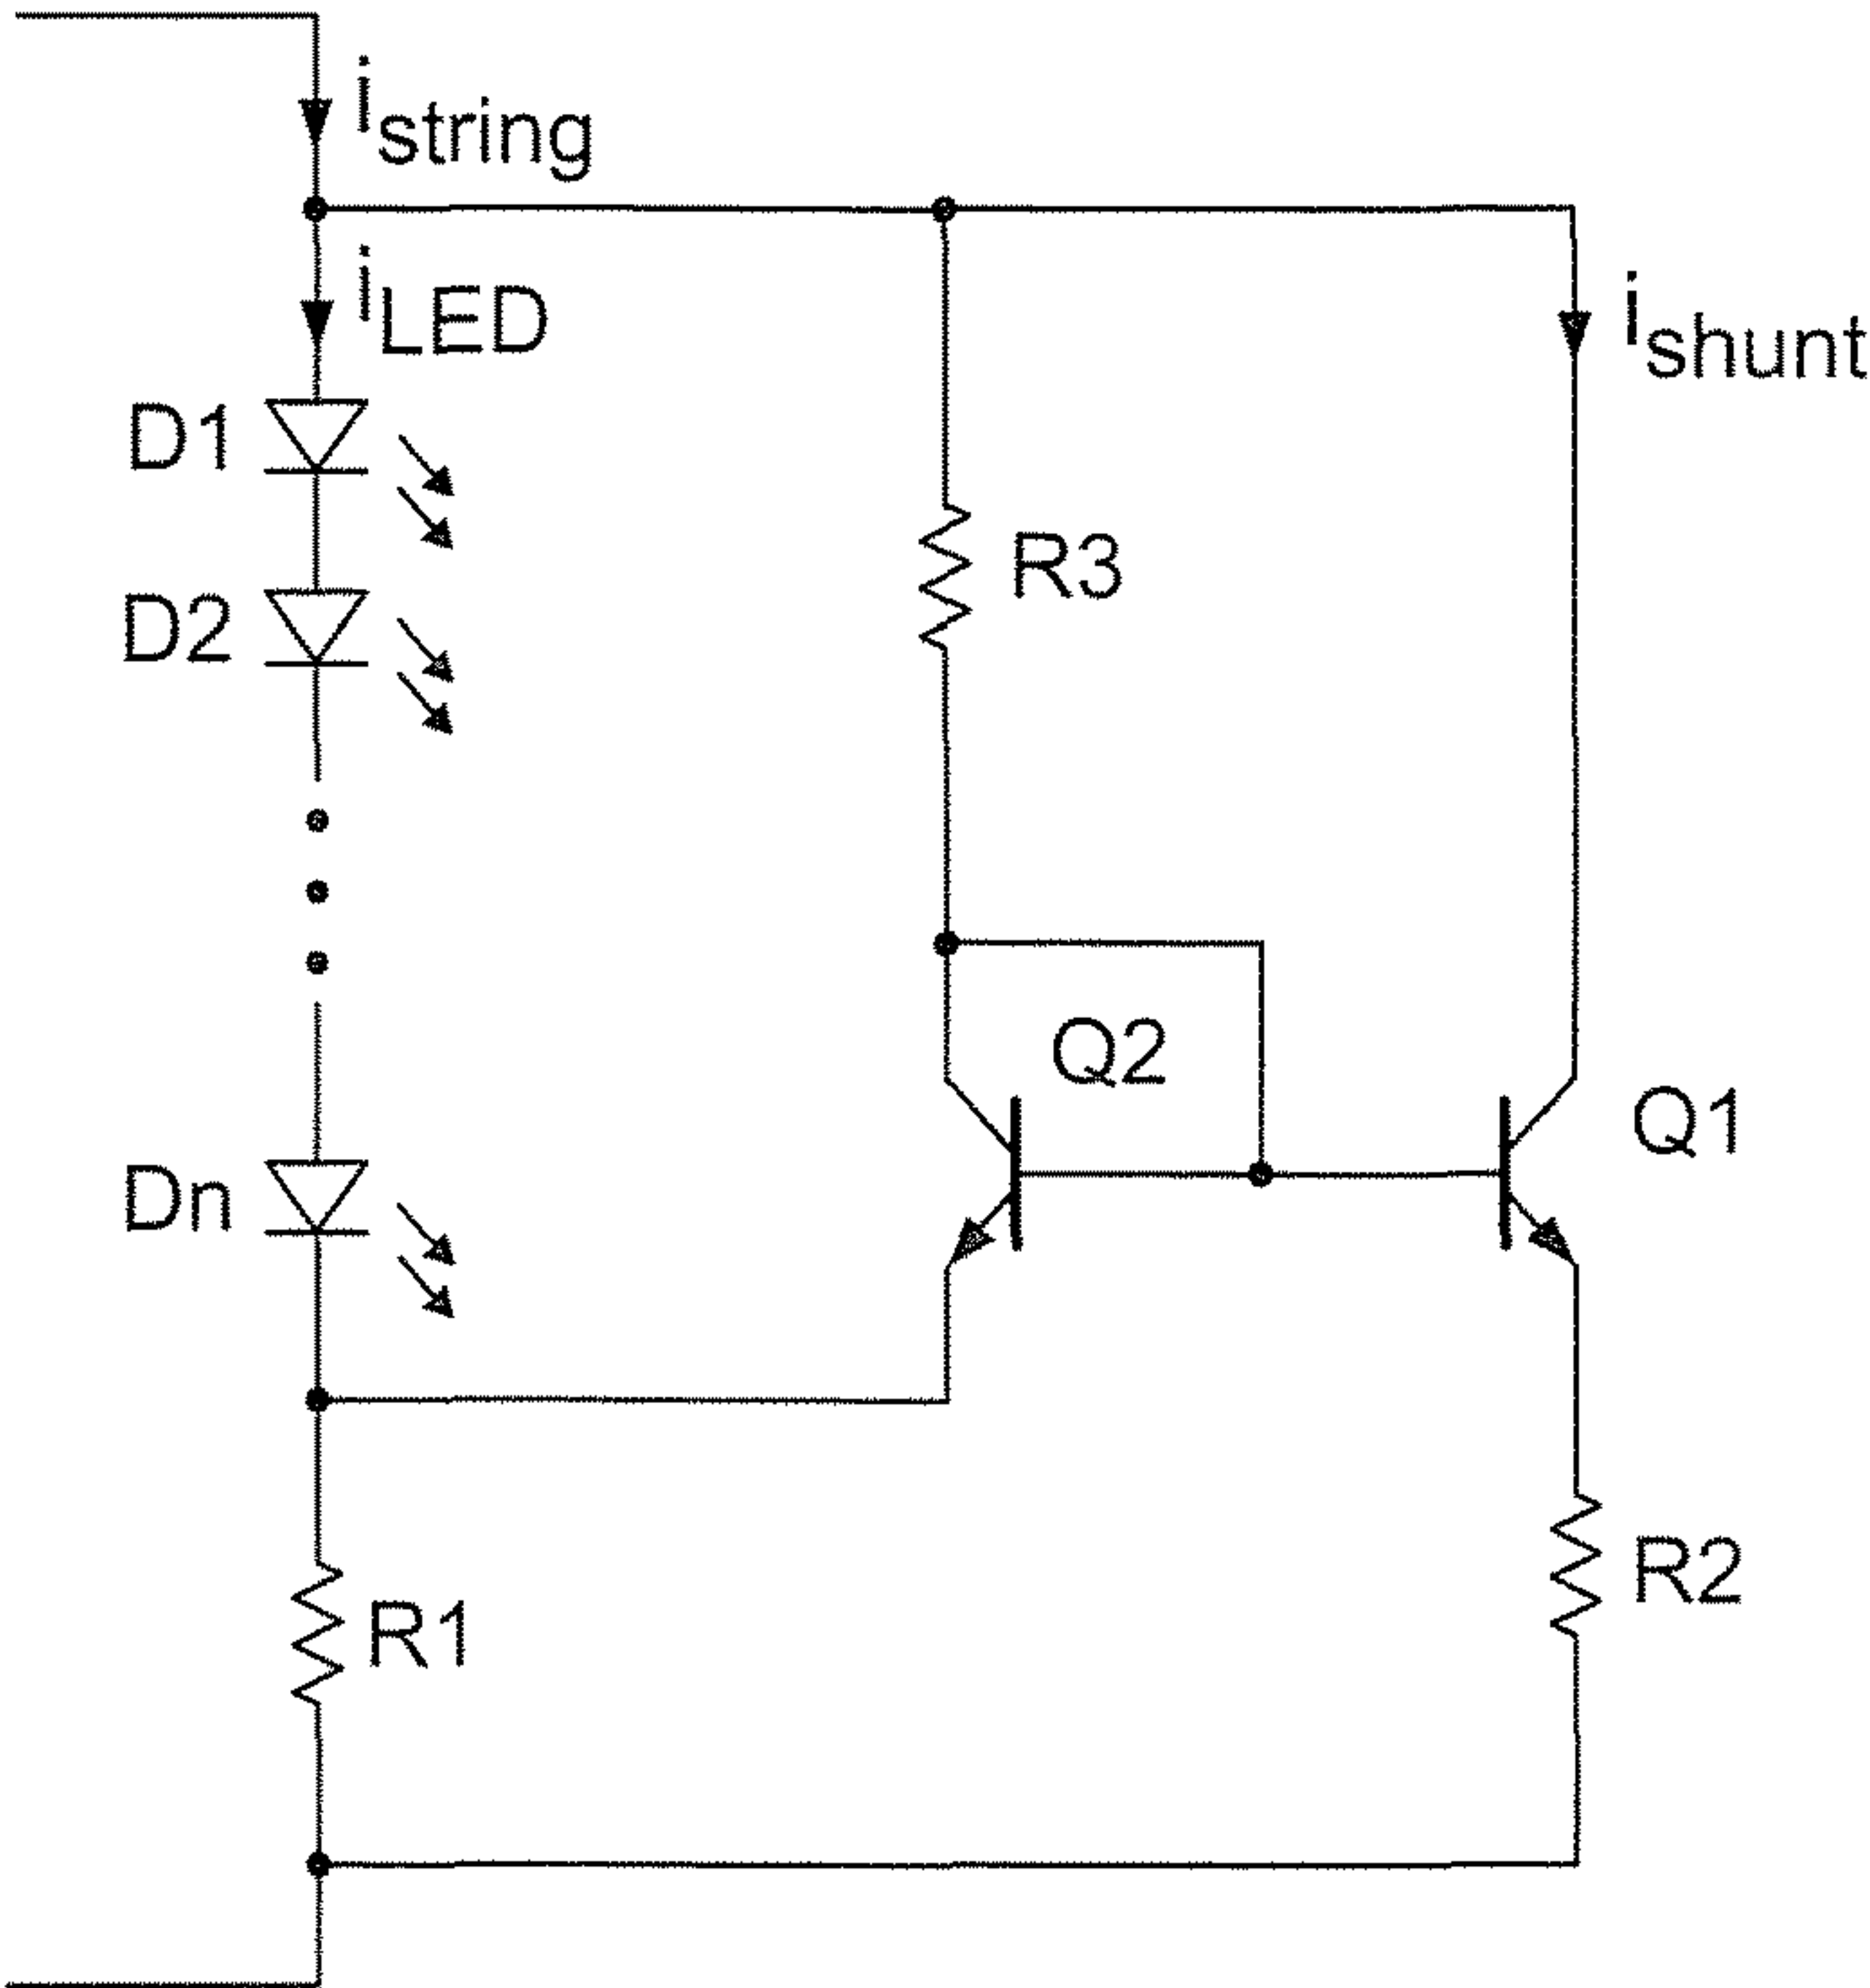 istring
iLED
ishunt
D1
R3
D2
Q2
Q1
Dn
R2
R1